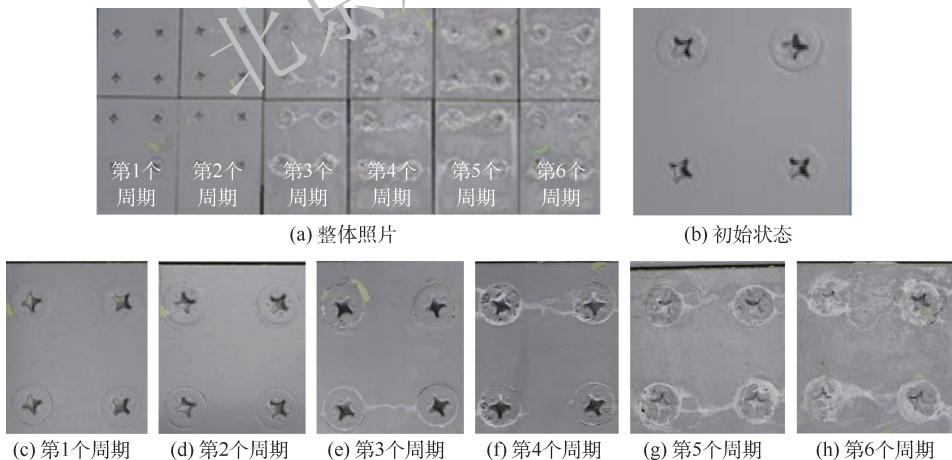 北京
第1个 第2个 第3个 第4个 第5个 第6个
周期 周期 周期 周期 周期 周期
(a) 整体照片
(b) 初始状态
(c) 第1个周期
(d) 第2个周期
(e) 第3个周期
(f) 第4个周期
(g) 第5个周期
(h) 第6个周期